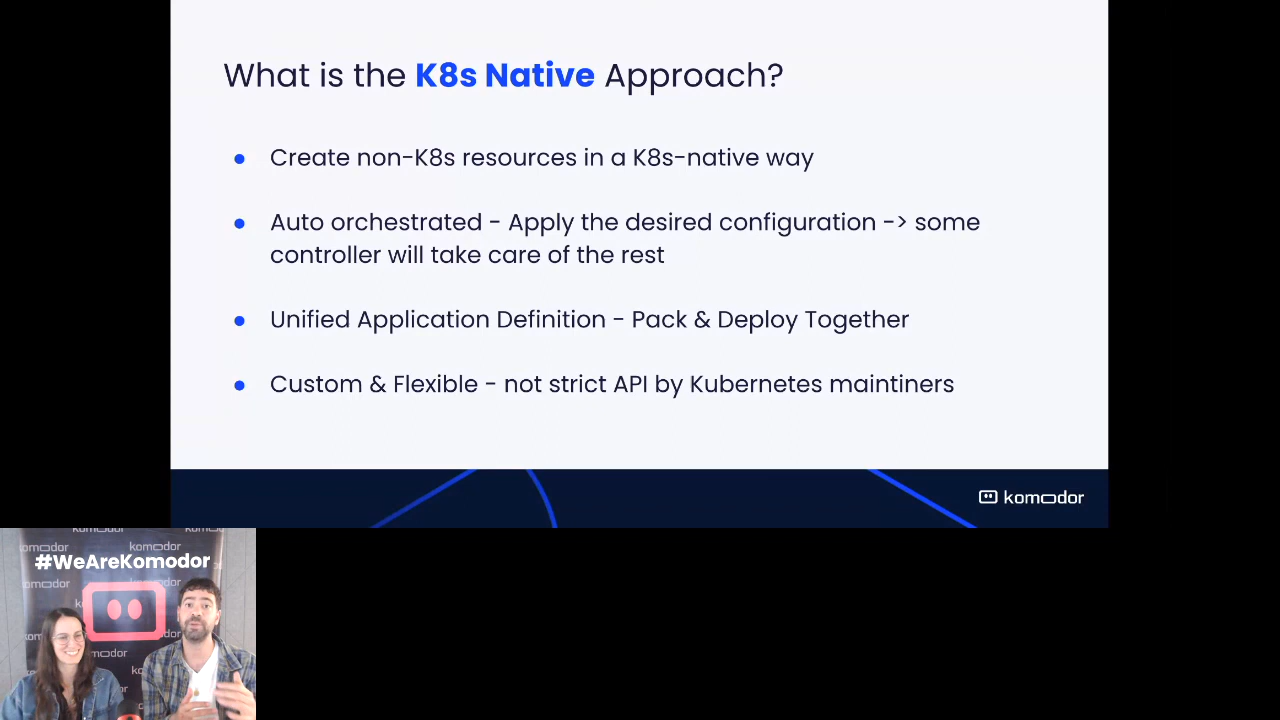 What is the K8s Native Approach?
● Create non-K8s resources in a K8s-native way
● Auto orchestrated - Apply the desired configuration -> some
controller will take care of the rest
● Unified Application Definition - Pack & Deploy Together
● Custom & Flexible - not strict API by Kubernetes maintiners
komodor
komodor
#WeAreKomodor
komodor